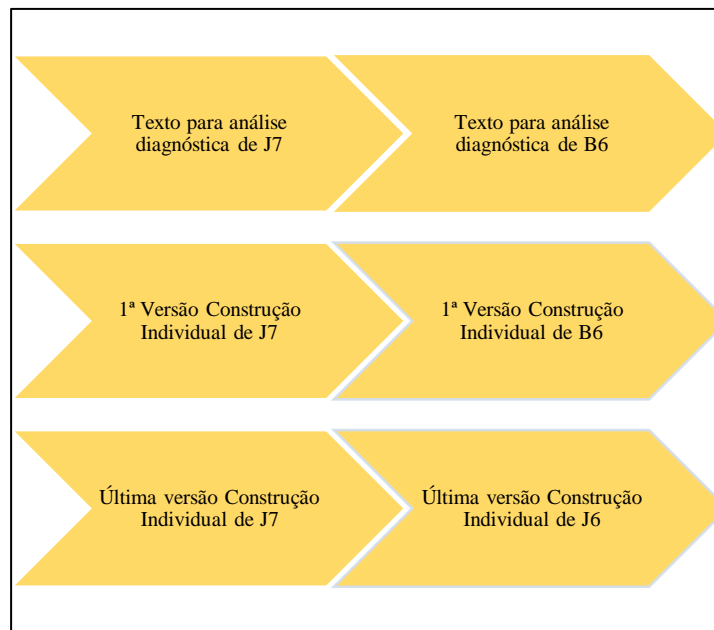 Texto para análise
diagnóstica de J7
Texto para análise
diagnóstica de B6
1ª Versão Construção
Individual de J7
1ª Versão Construção
Individual de B6
Última versão Construção
Individual de J7
Última versão Construção
Individual de J6